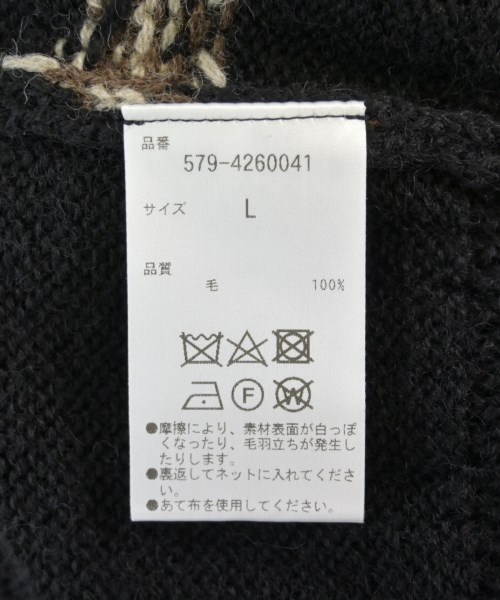 品番
579-4260041
サイズ L
品質
毛 100%
F W
●摩擦により、素材表面が白っぽ
くなったり、毛羽立ちが発生し
たりします。
●裏返してネットに入れてくださ
い。
●あて布を使用してください。